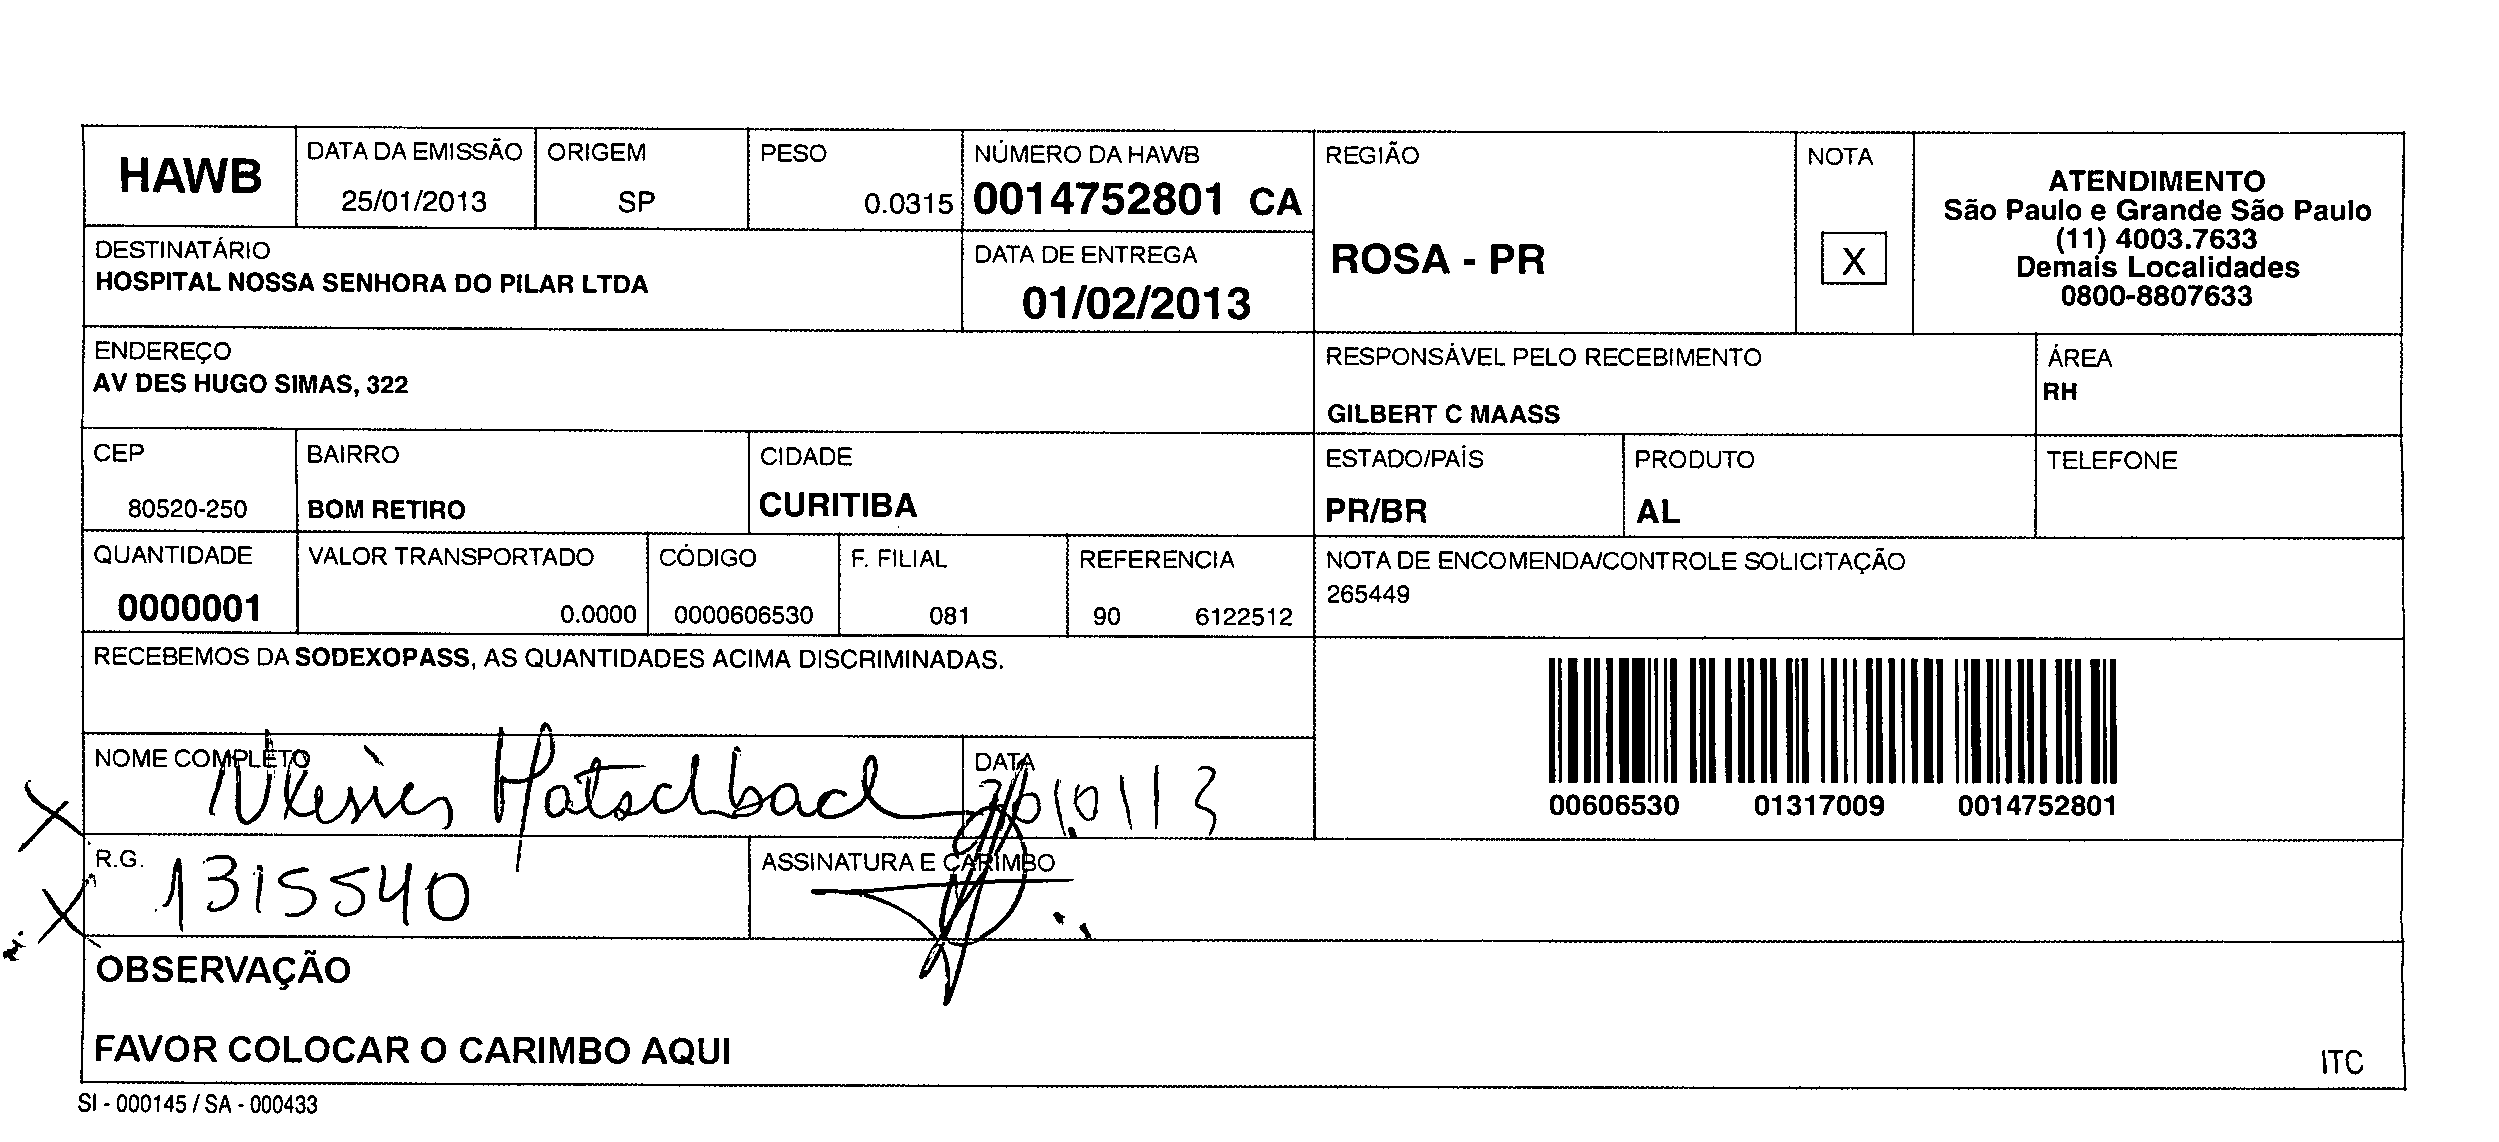 HAWB
DATA DA EMISSÃO
25/01/2013
ORIGEM
SP
PESO
0.0315
NÚMERO DA HAWB
0014752801 CA
REGIÃO
ROSA - PR
NOTA
X
ATENDIMENTO
São Paulo e Grande São Paulo
(11) 4003.7633
Demais Localidades
0800-8807633
DESTINATÁRIO
HOSPITAL NOSSA SENHORA DO PILAR LTDA
DATA DE ENTREGA
01/02/2013
ENDEREÇO
AV DES HUGO SIMAS, 322
RESPONSÁVEL PELO RECEBIMENTO
GILBERT C MAASS
ÁREA
RH
CEP
80520-250
BAIRRO
BOM RETIRO
CIDADE
CURITIBA
ESTADO/PAÍS
PR/BR
PRODUTO
AL
TELEFONE
QUANTIDADE
0000001
VALOR TRANSPORTADO
0.0000
CÓDIGO
0000606530
F. FILIAL
081
REFERENCIA
90 6122512
NOTA DE ENCOMENDA/CONTROLE SOLICITAÇÃO
265449
RECEBEMOS DA SODEXOPASS, AS QUANTIDADES ACIMA DISCRIMINADAS.
00606530 01317009 0014752801
NOME COMPLETO
Hatschbach
DATA
R.G.
1315540
ASSINATURA E CARIMBO
OBSERVAÇÃO
FAVOR COLOCAR O CARIMBO AQUI
ITC
SI - 000145 / SA - 000433